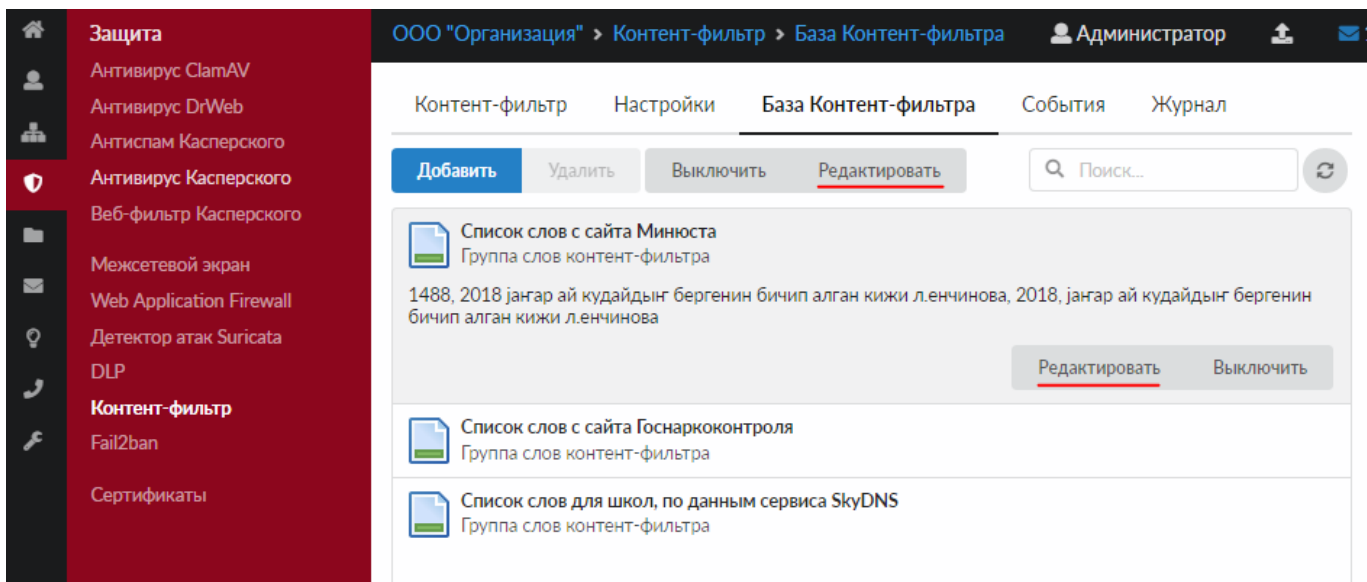 Защита
Антивирус ClamAV
Антивирус DrWeb
Антиспам Касперского
Антивирус Касперского
Веб-фильтр Касперского
Межсетевой экран
Web Application Firewall
Детектор атак Suricata
DLP
Контент-фильтр
Fail2ban
Сертификаты
ООО "Организация" > Контент-фильтр > База Контент-фильтра Администратор
Контент-фильтр Настройки База Контент-фильтра События Журнал
Добавить Удалить Выключить Редактировать Поиск...
Список слов с сайта Минюста
Группа слов контент-фильтра
1488, 2018 јаҥар ай кудайдыҥ бергенин бичип алган кижи л.енчинова, 2018, јаҥар ай кудайдыҥ бергенин
бичип алган кижи л.енчинова
Редактировать Выключить
Список слов с сайта Госнаркоконтроля
Группа слов контент-фильтра
Список слов для школ, по данным сервиса SkyDNS
Группа слов контент-фильтра